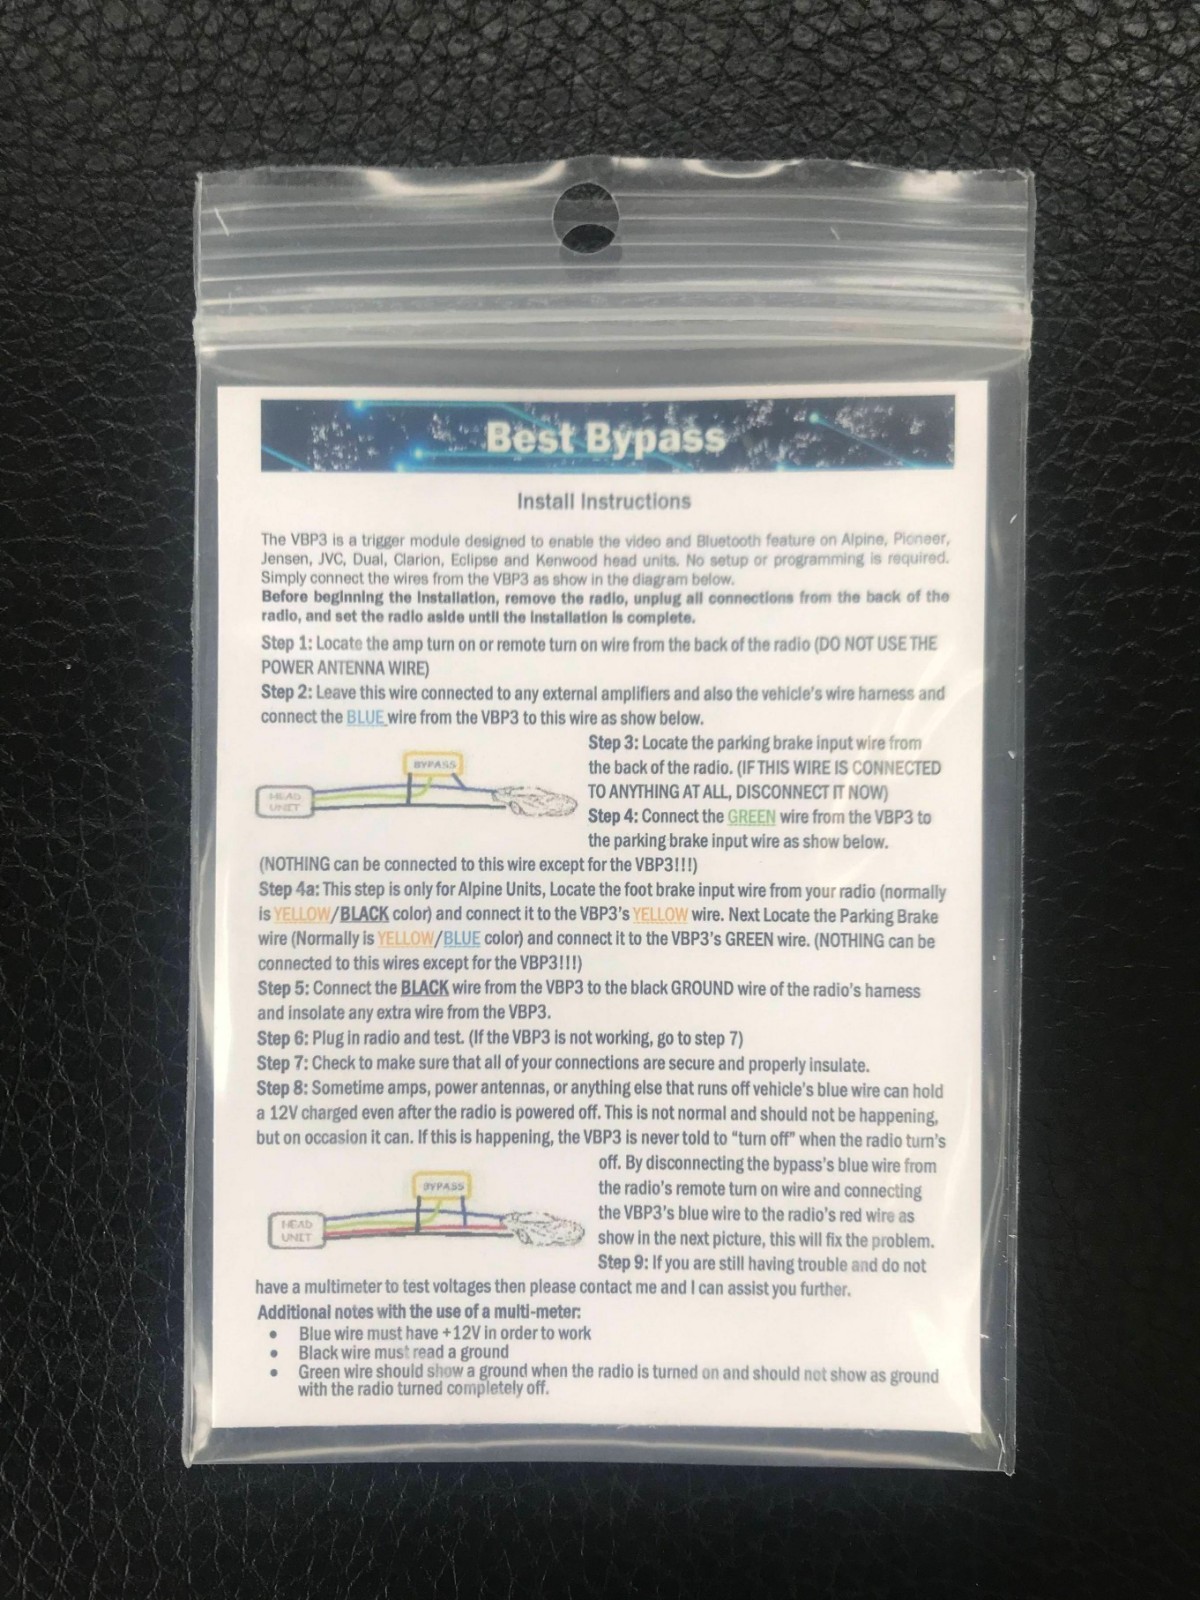 Best Bypass
Install Instructions
The VBP3 is a trigger module designed to enable the video and Bluetooth feature on Alpine, Pioneer,
Jensen, JVC, Dual, Clarion, Eclipse and Kenwood head units. No setup or programming is required.
Simply connect the wires from the VBP3 as show in the diagram below.
Before beginning the installation, remove the radio, unplug all connections from the back of the
radio, and set the radio aside until the installation is complete.
Step 1: Locate the amp turn on or remote turn on wire from the back of the radio (DO NOT USE THE
POWER ANTENNA WIRE)
Step 2: Leave this wire connected to any external amplifiers and also the vehicle's wire harness and
connect the BLUE wire from the VBP3 to this wire as show below.
Step 3: Locate the parking brake input wire from
the back of the radio. (IF THIS WIRE IS CONNECTED
TO ANYTHING AT ALL, DISCONNECT IT NOW)
Step 4: Connect the GREEN wire from the VBP3 to
the parking brake input wire as show below.
BYPASS
HEAD
UNIT
(NOTHING can be connected to this wire except for the VBP3!!!)
Step 4a: This step is only for Alpine Units, Locate the foot brake input wire from your radio (normally
is YELLOW/BLACK color) and connect it to the VBP3's YELLOW wire. Next Locate the Parking Brake
wire (Normally is YELLOW/BLUE color) and connect it to the VBP3's GREEN wire. (NOTHING can be
connected to this wires except for the VBP3!!!)
Step 5: Connect the BLACK wire from the VBP3 to the black GROUND wire of the radio's harness
and insolate any extra wire from the VBP3.
Step 6: Plug in radio and test. (If the VBP3 is not working, go to step 7)
Step 7: Check to make sure that all of your connections are secure and properly insulate.
Step 8: Sometime amps, power antennas, or anything else that runs off vehicle's blue wire can hold
a 12V charged even after the radio is powered off. This is not normal and should not be happening,
but on occasion it can. If this is happening, the VBP3 is never told to "turn off" when the radio turn's
off. By disconnecting the bypass's blue wire from
the radio's remote turn on wire and connecting
the VBP3's blue wire to the radio's red wire as
show in the next picture, this will fix the problem.
BYPASS
HEAD
UNIT
Step 9: If you are still having trouble and do not
have a multimeter to test voltages then please contact me and I can assist you further.
Additional notes with the use of a multi-meter:
• Blue wire must have +12V in order to work
• Black wire must read a ground
• Green wire should show a ground when the radio is turned on and should not show as ground
with the radio turned completely off.